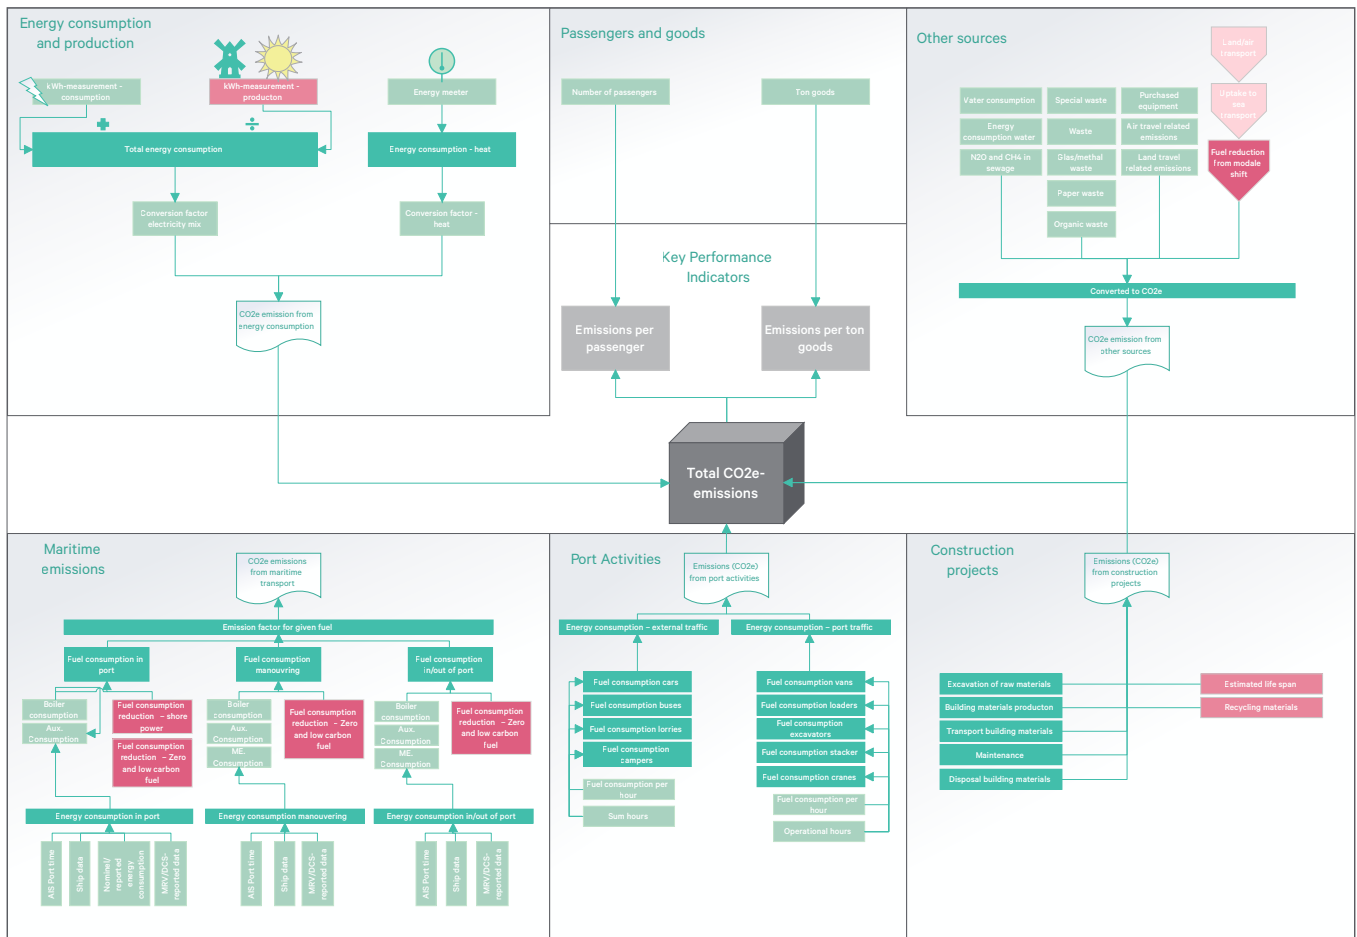 Energy consumption
and production
kWh-measurement -
consumption
kWh-measurement -
producton
Energy meeter
Total energy consumption
Energy consumption - heat
Conversion factor
electricity mix
Conversion factor -
heat
CO2e emission from
energy consumption
Passengers and goods
Number of passengers
Ton goods
Key Performance
Indicators
Emissions per
passenger
Emissions per ton
goods
Other sources
Land/air
transport
Uptake to
sea
transport
Fuel reduction
from modale
shift
Vater consumption
Special waste
Purchased
equipment
Energy
consumption water
Waste
Air travel related
emissions
N2O and CH4 in
sewage
Glas/methal
waste
Land travel
related emissions
Paper waste
Organic waste
Converted to CO2e
CO2e emission from
other sources
Total CO2e-
emissions
Maritime
emissions
CO2e emissions
from maritime
transport
Emission factor for given fuel
Fuel consumption in
port
Fuel consumption
manouvring
Fuel consumption
in/out of port
Boiler
consumption
Aux.
Consumption
Fuel consumption
reduction – shore
power
Fuel consumption
reduction – Zero
and low carbon
fuel
Boiler
consumption
Aux.
Consumption
ME.
Consumption
Fuel consumption
reduction – Zero
and low carbon
fuel
Boiler
consumption
Aux.
Consumption
ME.
Consumption
Fuel consumption
reduction – Zero
and low carbon
fuel
Energy consumption in port
Energy consumption manouvering
Energy consumption in/out of port
AIS Port time
Ship data
Nominel/
reported
energy
consumption
MRV/DCS-
reported data
AIS Port time
Ship data
MRV/DCS-
reported data
AIS Port time
Ship data
MRV/DCS-
reported data
Port Activities
Emissions (CO2e)
from port activities
Energy consumption – external traffic
Energy consumption – port traffic
Fuel consumption cars
Fuel consumption buses
Fuel consumption lorries
Fuel consumption
campers
Fuel consumption per
hour
Sum hours
Fuel consumption vans
Fuel consumption loaders
Fuel consumption
excavators
Fuel consumption stacker
Fuel consumption cranes
Fuel consumption per
hour
Operational hours
Construction
projects
Emissions (CO2e)
from construction
projects
Excavation of raw materials
Building materials producton
Transport building materials
Maintenance
Disposal building materials
Estimated life span
Recycling materials